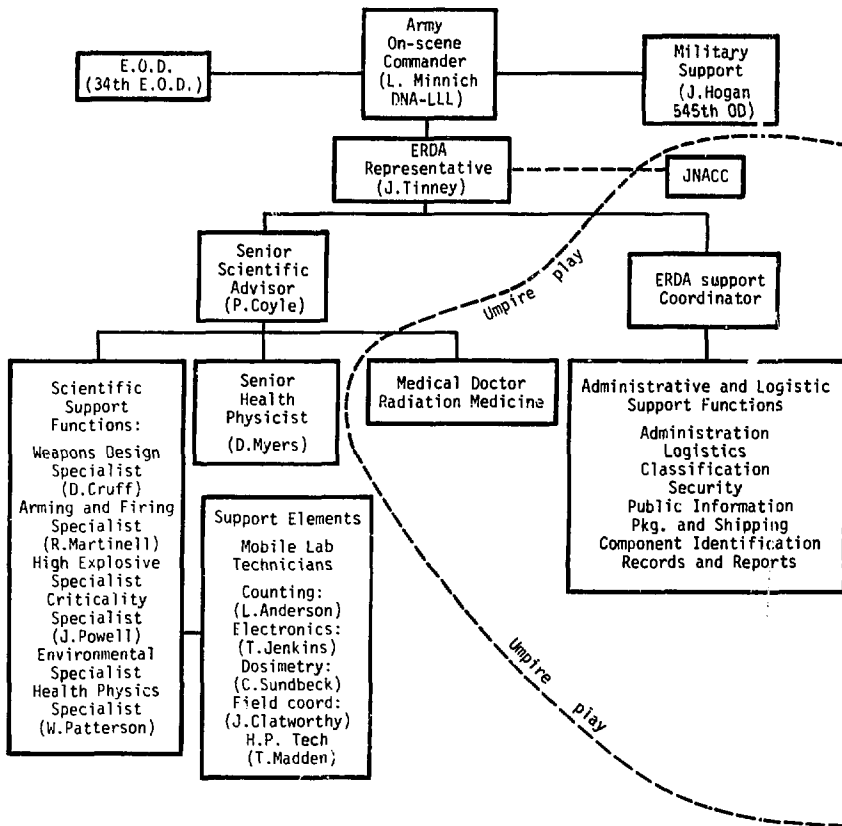 Army
On-scene
Commander
(L. Minnich
DNA-LLL)
E.O.D.
(34th E.O.D.)
Military
Support
(J.Hogan
545th OD)
ERDA
Representative
(J.Tinney)
JNACC
Senior
Scientific
Advisor
(P.Coyle)
Umpire play
ERDA support
Coordinator
Scientific
Support
Functions:
Weapons Design
Specialist
(D.Cruff)
Arming and Firing
Specialist
(R.Martinell)
High Explosive
Specialist
Criticality
Specialist
(J.Powell)
Environmental
Specialist
Health Physics
Specialist
(W.Patterson)
Senior
Health
Physicist
(D.Myers)
Medical Doctor
Radiation Medicine
Administrative and Logistic
Support Functions
Administration
Logistics
Classification
Security
Public Information
Pkg. and Shipping
Component Identification
Records and Reports
Support Elements
Mobile Lab
Technicians
Counting:
(L.Anderson)
Electronics:
(T.Jenkins)
Dosimetry:
(C.Sundbeck)
Field coord:
(J.Clatworthy)
H.P. Tech
(T.Madden)
Umpire play